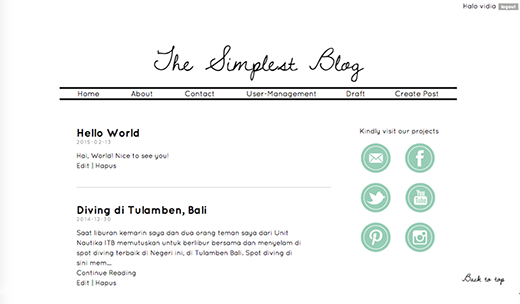 Halo vidia logout
The Simplest Blog
Home About Contact User-Management Draft Create Post
Hello World
2015-02-13
Hai, World! Nice to see you!
Edit | Hapus
Diving di Tulamben, Bali
2014-12-30
Saat liburan kemarin saya dan dua orang teman saya dari Unit
Nautika ITB memutuskan untuk berlibur bersama dan menyelam di
spot diving terbaik di Negeri ini, di Tulamben Bali. Spot diving di
sini mem...
Continue Reading
Edit | Hapus
Kindly visit our projects
You
Tube
Back to top